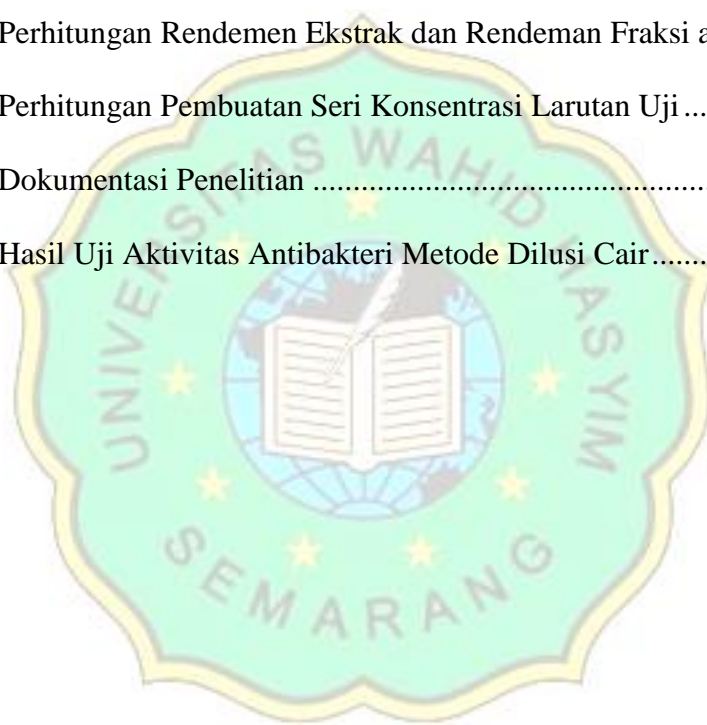 Perhitungan Rendemen Ekstrak dan Rendeman Fraksi a
Perhitungan Pembuatan Seri Konsentrasi Larutan Uji ...
Dokumentasi Penelitian ..................................................
Hasil Uji Aktivitas Antibakteri Metode Dilusi Cair.......
UNIVERSITAS WAHID HASYIM
SEMARANG